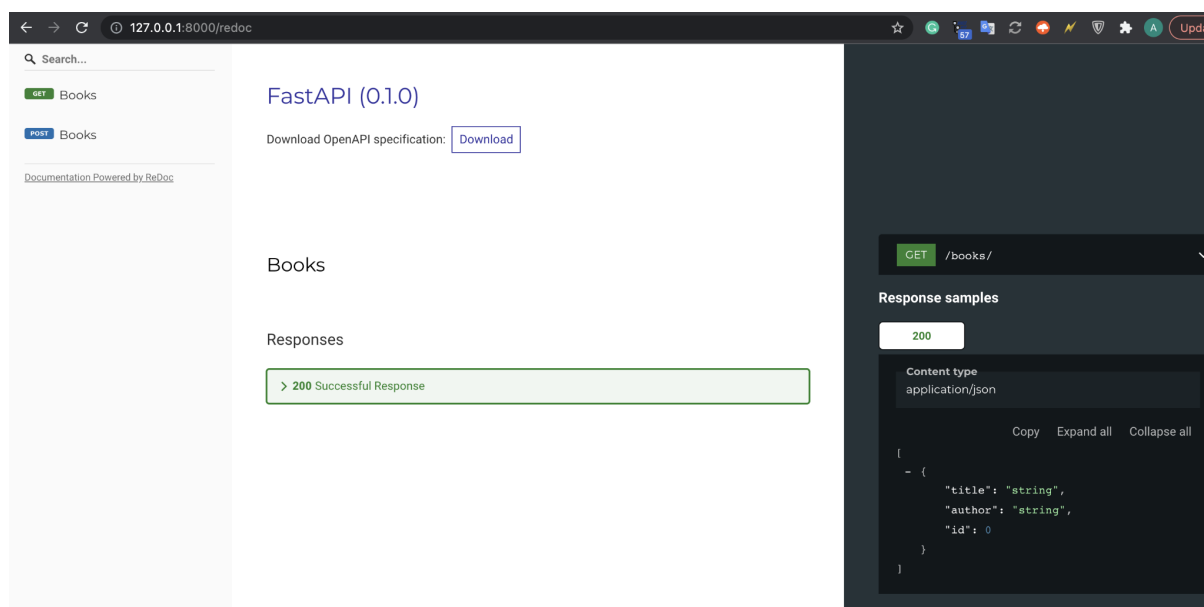 127.0.0.1:8000/redoc
57
A
Search...
GET Books
POST Books
Documentation Powered by ReDoc
FastAPI (0.1.0)
Download OpenAPI specification: Download
Books
Responses
200 Successful Response
GET /books/
Response samples
200
Content type
application/json
Copy Expand all Collapse all
[
- {
"title": "string",
"author": "string",
"id": 0
}
]